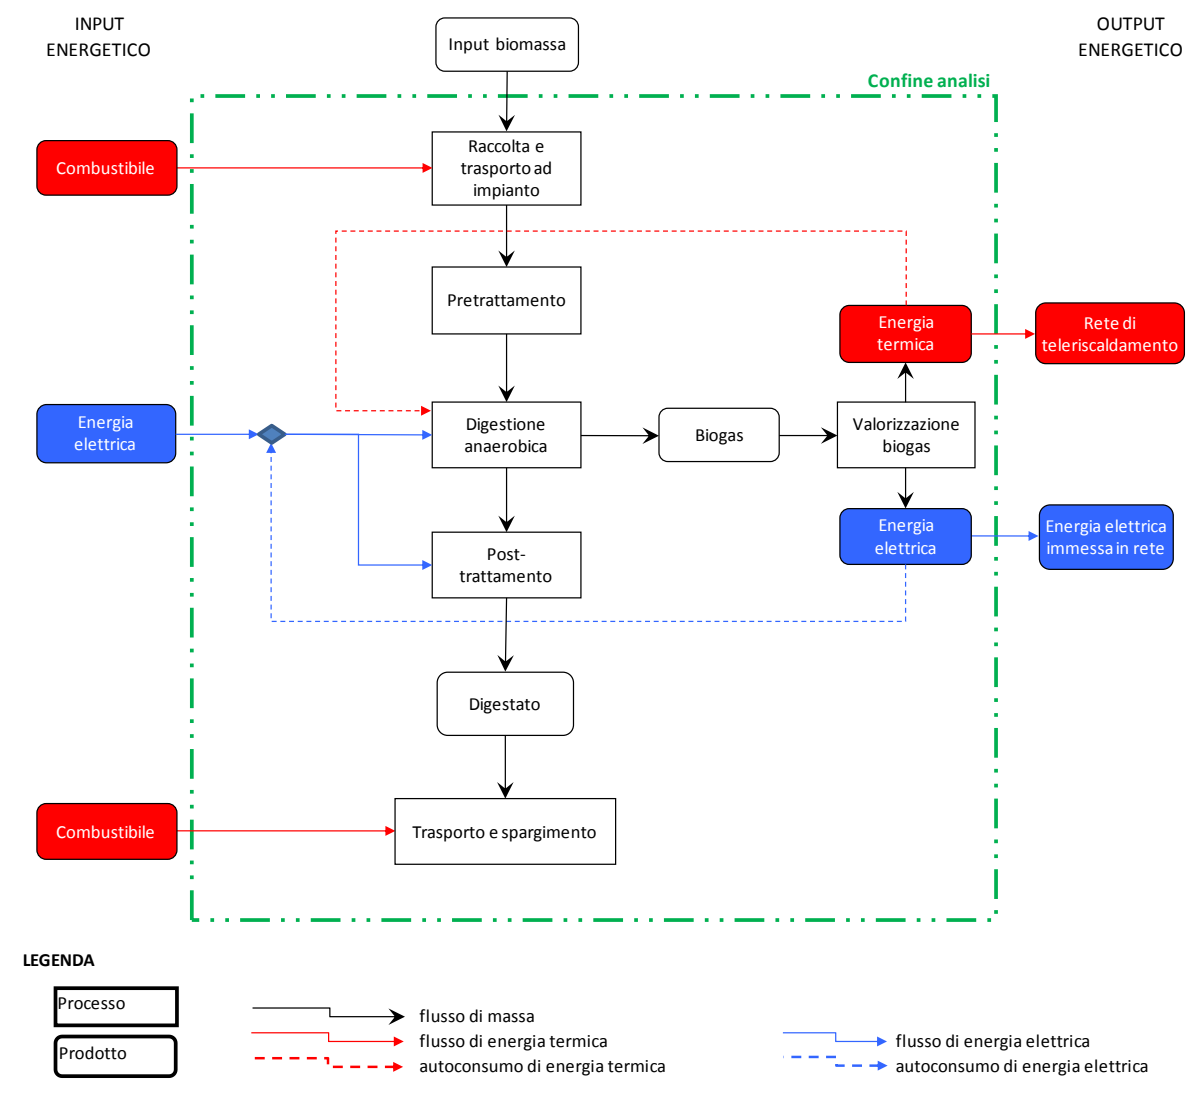 INPUT
ENERGETICO
Input biomassa
OUTPUT
ENERGETICO
Confine analisi
Combustibile
Raccolta e
trasporto ad
impianto
Pretrattamento
Energia
termica
Rete di
teleriscaldamento
Energia
elettrica
Digestione
anaerobica
Biogas
Valorizzazione
biogas
Energia
elettrica
Energia elettrica
immessa in rete
Post-
trattamento
Digestato
Combustibile
Trasporto e spargimento
LEGENDA
Processo
Prodotto
flusso di massa
flusso di energia termica
autoconsumo di energia termica
flusso di energia elettrica
autoconsumo di energia elettrica